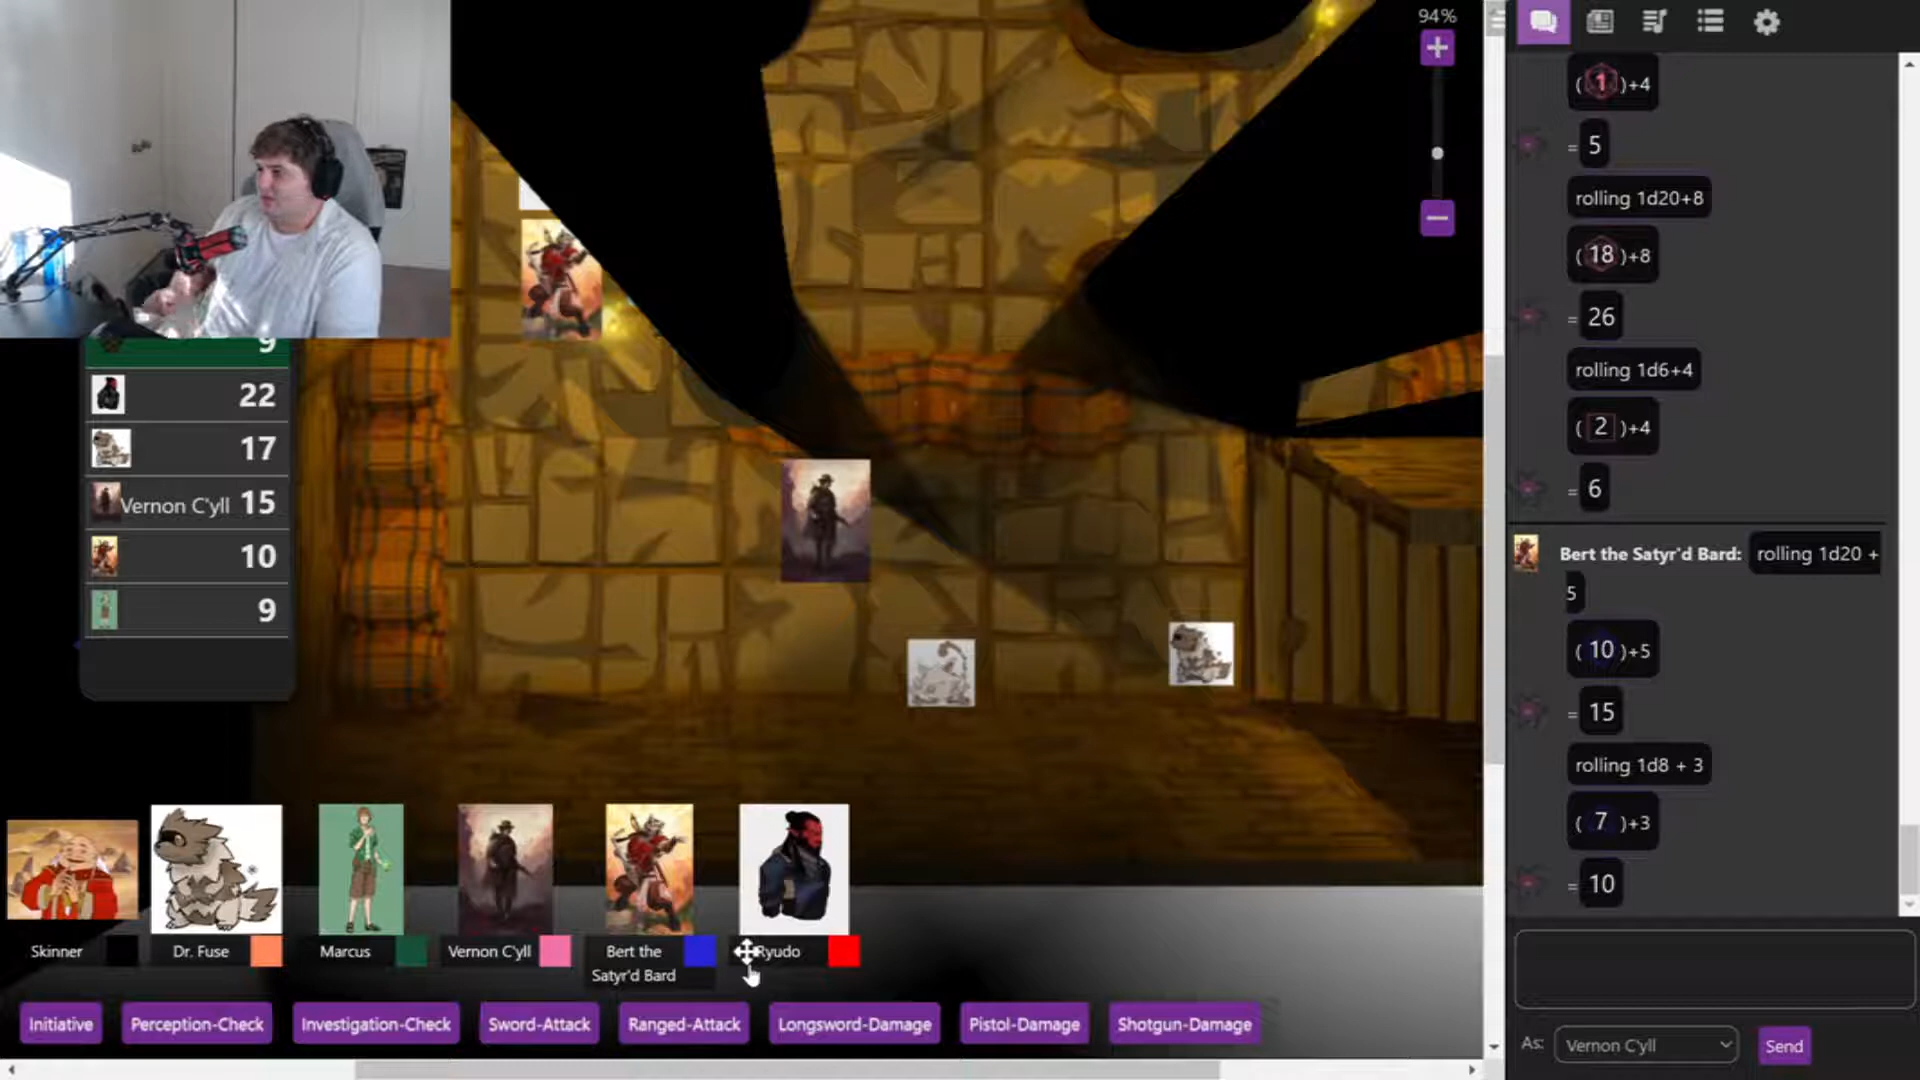 94%
9
22
17
Vernon C'yll 15
10
9
(1)+4
= 5
rolling 1d20+8
(18)+8
= 26
rolling 1d6+4
(2)+4
= 6
Bert the Satyr'd Bard: rolling 1d20 +
5
(10)+5
= 15
rolling 1d8 + 3
(7)+3
= 10
Skinner
Dr. Fuse
Marcus
Vernon C'yll
Bert the
Satyr'd Bard
Ryudo
Initiative
Perception-Check
Investigation-Check
Sword-Attack
Ranged-Attack
Longsword-Damage
Pistol-Damage
Shotgun-Damage
As:
Vernon C'yll
Send